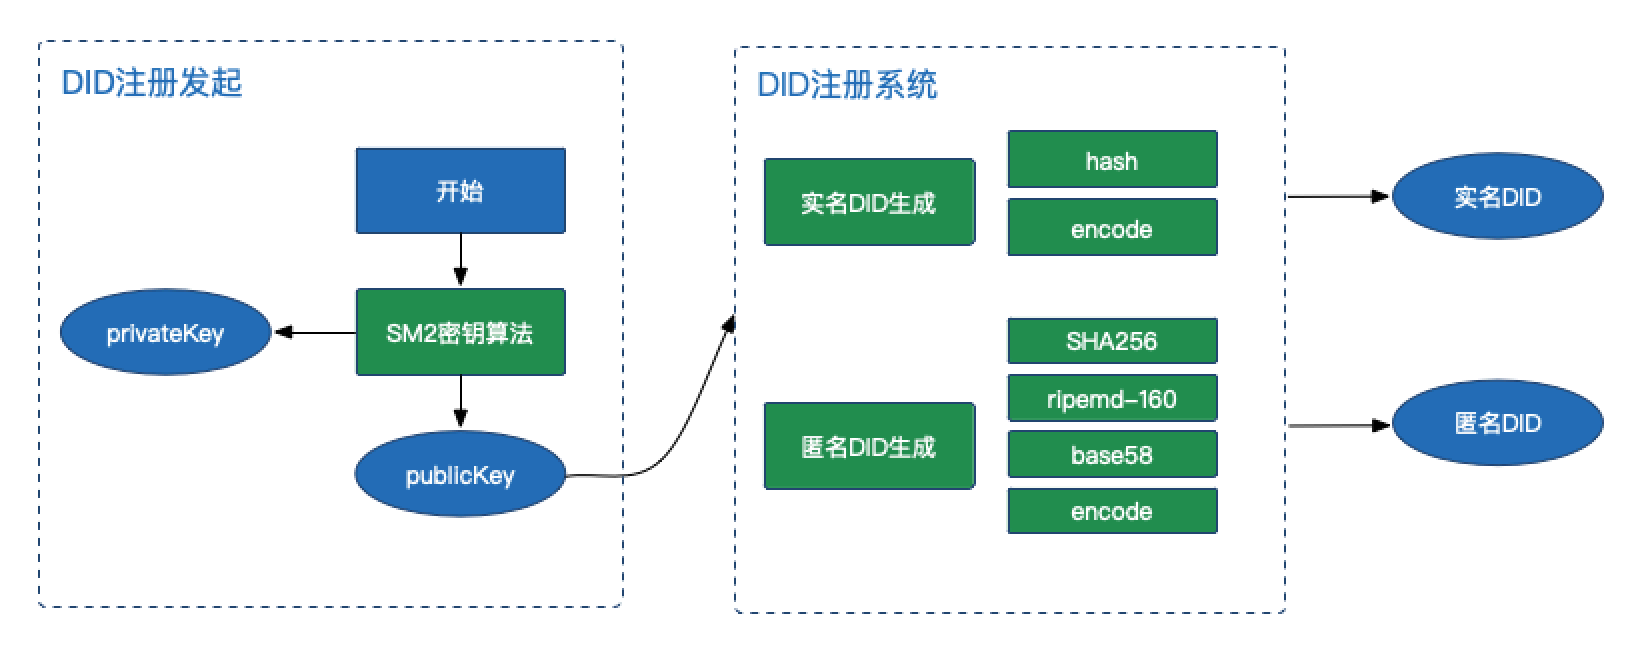 DID注册发起
开始
SM2密钥算法
privateKey
publicKey
DID注册系统
实名DID生成
hash
encode
匿名DID生成
SHA256
ripemd-160
base58
encode
实名DID
匿名DID